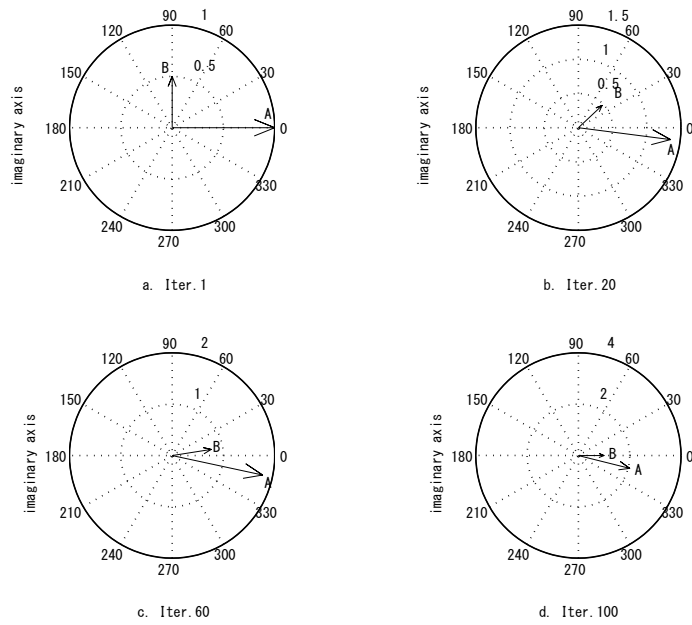 90 1
120 60
0.5
150 B 30
A
180 0
210 330
240 300
270
imaginary axis
a. Iter.1
90 1.5
120 60
1
150 0.5 30
B
180 0
A
210 330
240 300
270
imaginary axis
b. Iter.20
90 2
120 60
1
150 30
B
180 0
A
210 330
240 300
270
imaginary axis
c. Iter.60
90 4
120 60
2
150 30
B
180 0
A
210 330
240 300
270
imaginary axis
d. Iter.100